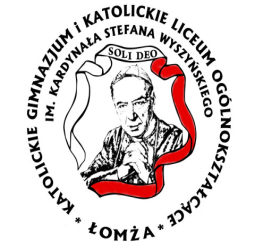 * KATOLICKIE GIMNAZJUM i KATOLICKIE LICEUM OGÓLNOKSZTAŁCĄCE *
IM. KARDYNAŁA STEFANA WYSZYŃSKIEGO
SOLI DEO
ŁOMŻA